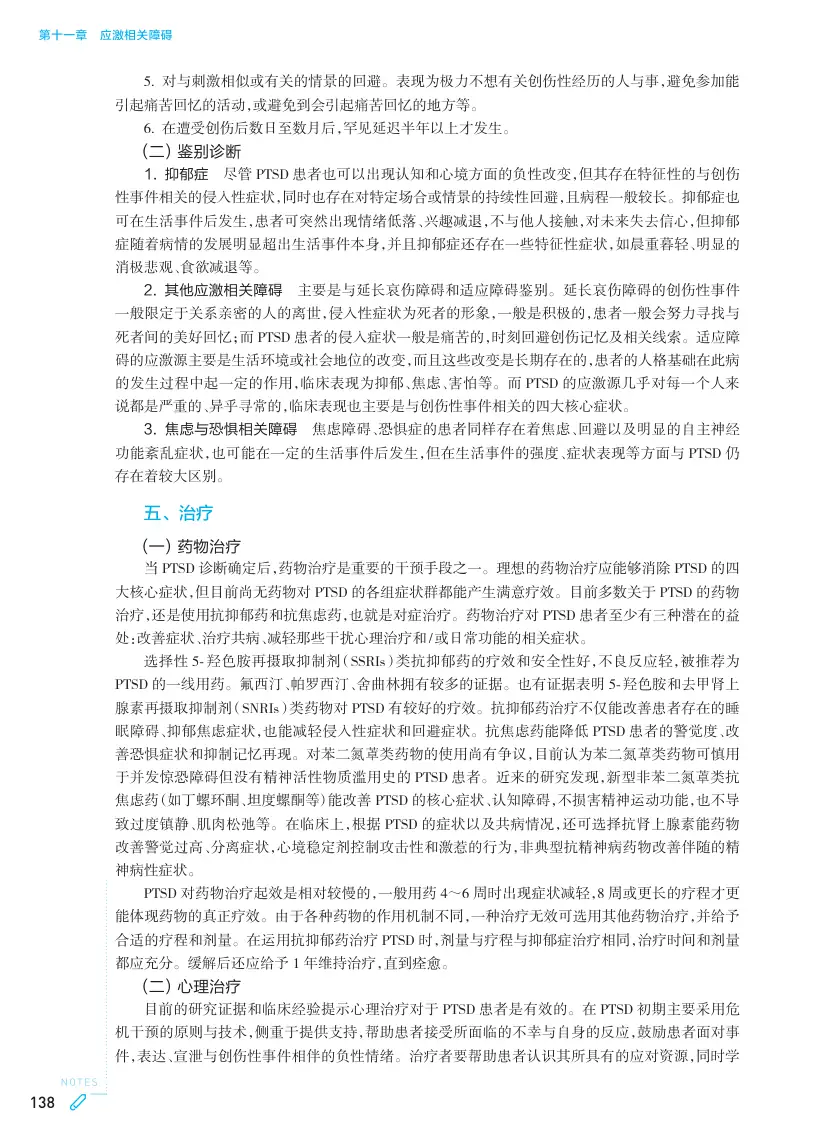 第十一章　应激相关障碍
5. 对与刺激相似或有关的情景的回避。表现为极力不想有关创伤性经历的人与事,避免参加能
引起痛苦回忆的活动,或避免到会引起痛苦回忆的地方等。
6. 在遭受创伤后数日至数月后,罕见延迟半年以上才发生。
（二）鉴别诊断
1. 抑郁症　尽管 PTSD 患者也可以出现认知和心境方面的负性改变,但其存在特征性的与创伤
性事件相关的侵入性症状,同时也存在对特定场合或情景的持续性回避,且病程一般较长。抑郁症也
可在生活事件后发生,患者可突然出现情绪低落、兴趣减退,不与他人接触,对未来失去信心,但抑郁
症随着病情的发展明显超出生活事件本身,并且抑郁症还存在一些特征性症状,如晨重暮轻、明显的
消极悲观、食欲减退等。
2. 其他应激相关障碍　主要是与延长哀伤障碍和适应障碍鉴别。延长哀伤障碍的创伤性事件
一般限定于关系亲密的人的离世,侵入性症状为死者的形象,一般是积极的,患者一般会努力寻找与
死者间的美好回忆;而 PTSD 患者的侵入症状一般是痛苦的,时刻回避创伤记忆及相关线索。适应障
碍的应激源主要是生活环境或社会地位的改变,而且这些改变是长期存在的,患者的人格基础在此病
的发生过程中起一定的作用,临床表现为抑郁、焦虑、害怕等。而 PTSD 的应激源几乎对每一个人来
说都是严重的、异乎寻常的,临床表现也主要是与创伤性事件相关的四大核心症状。
3. 焦虑与恐惧相关障碍　焦虑障碍、恐惧症的患者同样存在着焦虑、回避以及明显的自主神经
功能紊乱症状,也可能在一定的生活事件后发生,但在生活事件的强度、症状表现等方面与 PTSD 仍
存在着较大区别。
五、治疗
（一）药物治疗
当 PTSD 诊断确定后,药物治疗是重要的干预手段之一。理想的药物治疗应能够消除 PTSD 的四
大核心症状,但目前尚无药物对 PTSD 的各组症状群都能产生满意疗效。目前多数关于 PTSD 的药物
治疗,还是使用抗抑郁药和抗焦虑药,也就是对症治疗。药物治疗对 PTSD 患者至少有三种潜在的益
处:改善症状、治疗共病、减轻那些干扰心理治疗和/或日常功能的相关症状。
选择性 5-羟色胺再摄取抑制剂（SSRIs）类抗抑郁药的疗效和安全性好,不良反应轻,被推荐为
PTSD 的一线用药。氟西汀、帕罗西汀、舍曲林拥有较多的证据。也有证据表明 5-羟色胺和去甲肾上
腺素再摄取抑制剂（SNRIs）类药物对 PTSD 有较好的疗效。抗抑郁药治疗不仅能改善患者存在的睡
眠障碍、抑郁焦虑症状,也能减轻侵入性症状和回避症状。抗焦虑药能降低 PTSD 患者的警觉度、改
善恐惧症状和抑制记忆再现。对苯二氮䓬类药物的使用尚有争议,目前认为苯二氮䓬类药物可慎用
于并发惊恐障碍但没有精神活性物质滥用史的 PTSD 患者。近来的研究发现,新型非苯二氮䓬类抗
焦虑药（如丁螺环酮、坦度螺酮等）能改善 PTSD 的核心症状、认知障碍,不损害精神运动功能,也不导
致过度镇静、肌肉松弛等。在临床上,根据 PTSD 的症状以及共病情况,还可选择抗肾上腺素能药物
改善警觉过高、分离症状,心境稳定剂控制攻击性和激惹的行为,非典型抗精神病药物改善伴随的精
神病性症状。
PTSD 对药物治疗起效是相对较慢的,一般用药 4～6 周时出现症状减轻,8 周或更长的疗程才更
能体现药物的真正疗效。由于各种药物的作用机制不同,一种治疗无效可选用其他药物治疗,并给予
合适的疗程和剂量。在运用抗抑郁药治疗 PTSD 时,剂量与疗程与抑郁症治疗相同,治疗时间和剂量
都应充分。缓解后还应给予 1 年维持治疗,直到痊愈。
（二）心理治疗
目前的研究证据和临床经验提示心理治疗对于 PTSD 患者是有效的。在 PTSD 初期主要采用危
机干预的原则与技术,侧重于提供支持,帮助患者接受所面临的不幸与自身的反应,鼓励患者面对事
件,表达、宣泄与创伤性事件相伴的负性情绪。治疗者要帮助患者认识其所具有的应对资源,同时学
NOTES
138